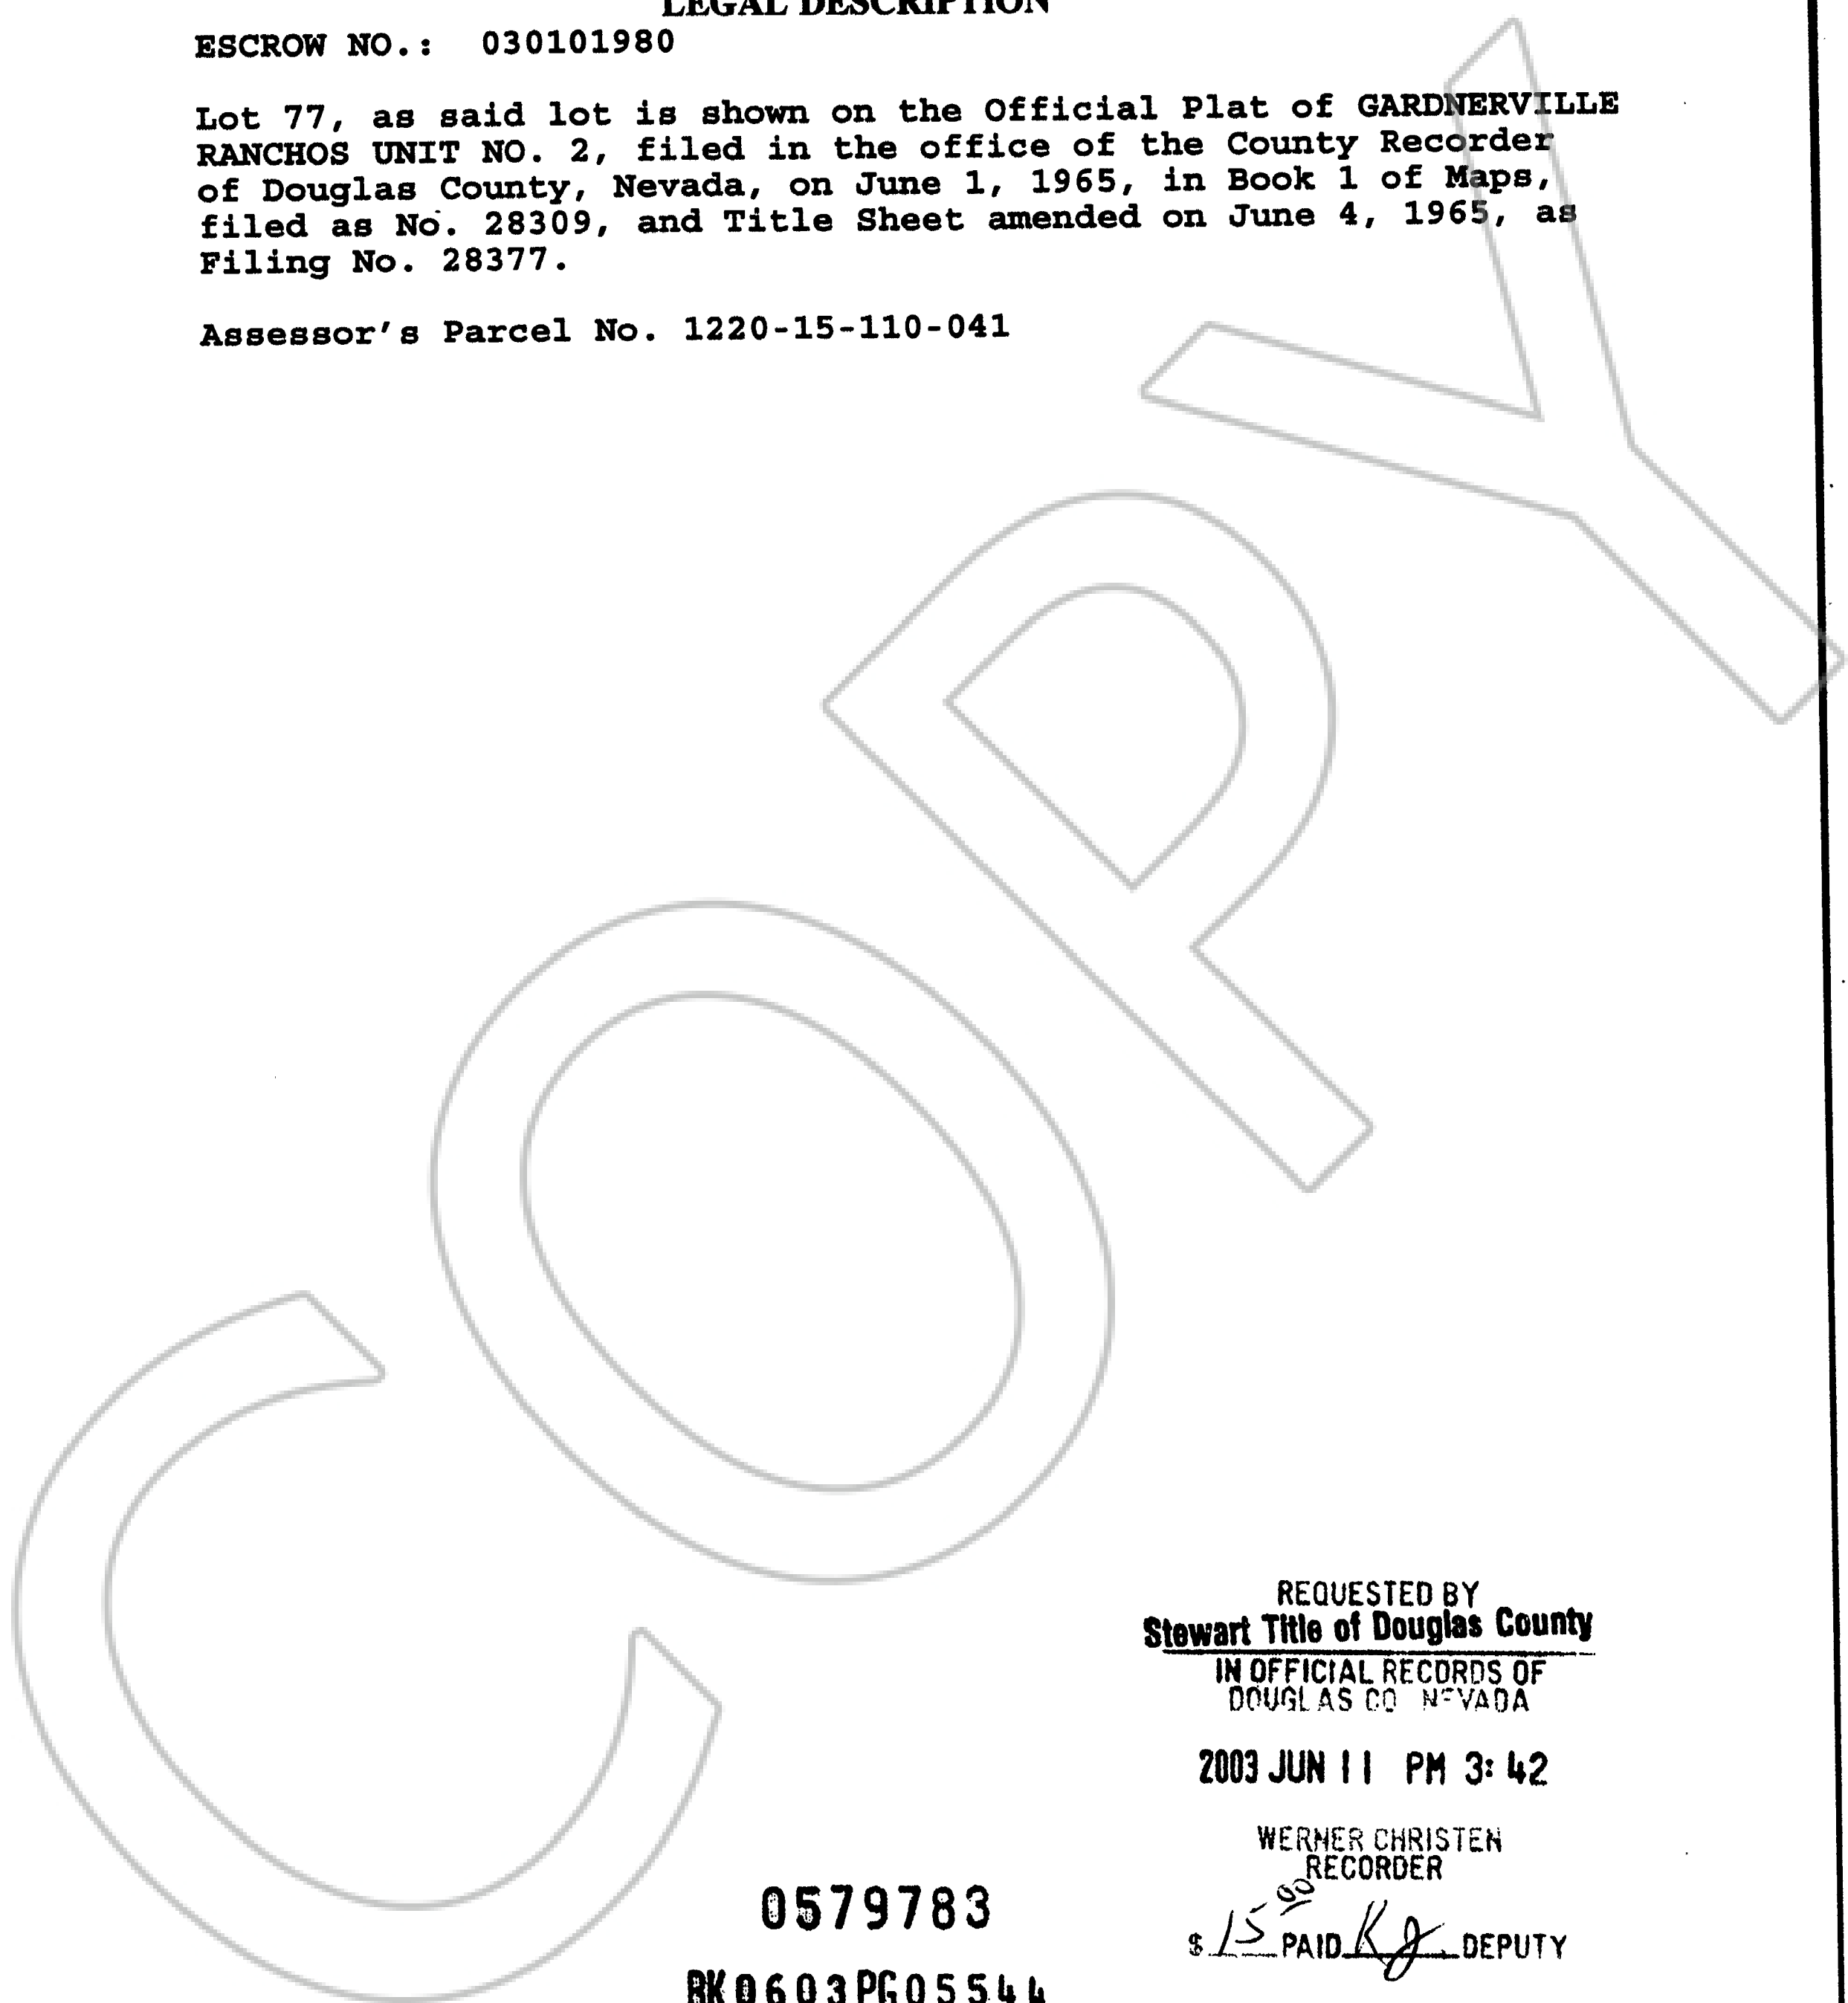 LEGAL DESCRIPTION
ESCROW NO.: 030101980
Lot 77, as said lot is shown on the Official Plat of GARDNERVILLE
RANCHOS UNIT NO. 2, filed in the office of the County Recorder
of Douglas County, Nevada, on June 1, 1965, in Book 1 of Maps,
filed as No. 28309, and Title Sheet amended on June 4, 1965, as
Filing No. 28377.
Assessor's Parcel No. 1220-15-110-041
COPY
REQUESTED BY
Stewart Title of Douglas County
IN OFFICIAL RECORDS OF
DOUGLAS CO NEVADA
2003 JUN 11 PM 3:42
WERNER CHRISTEN
RECORDER
$ 15 00 PAID KJ DEPUTY
0579783
BK0603PG05544